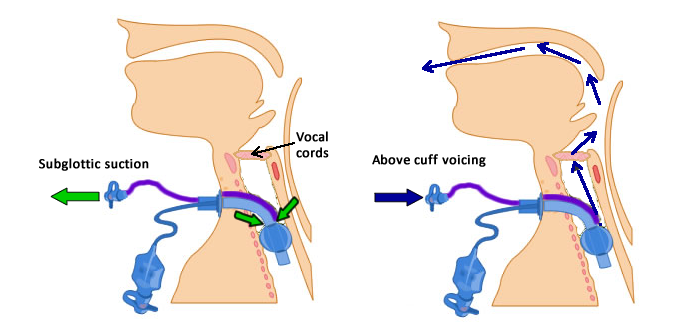 Vocal
cords
Subglottic suction
Above cuff voicing